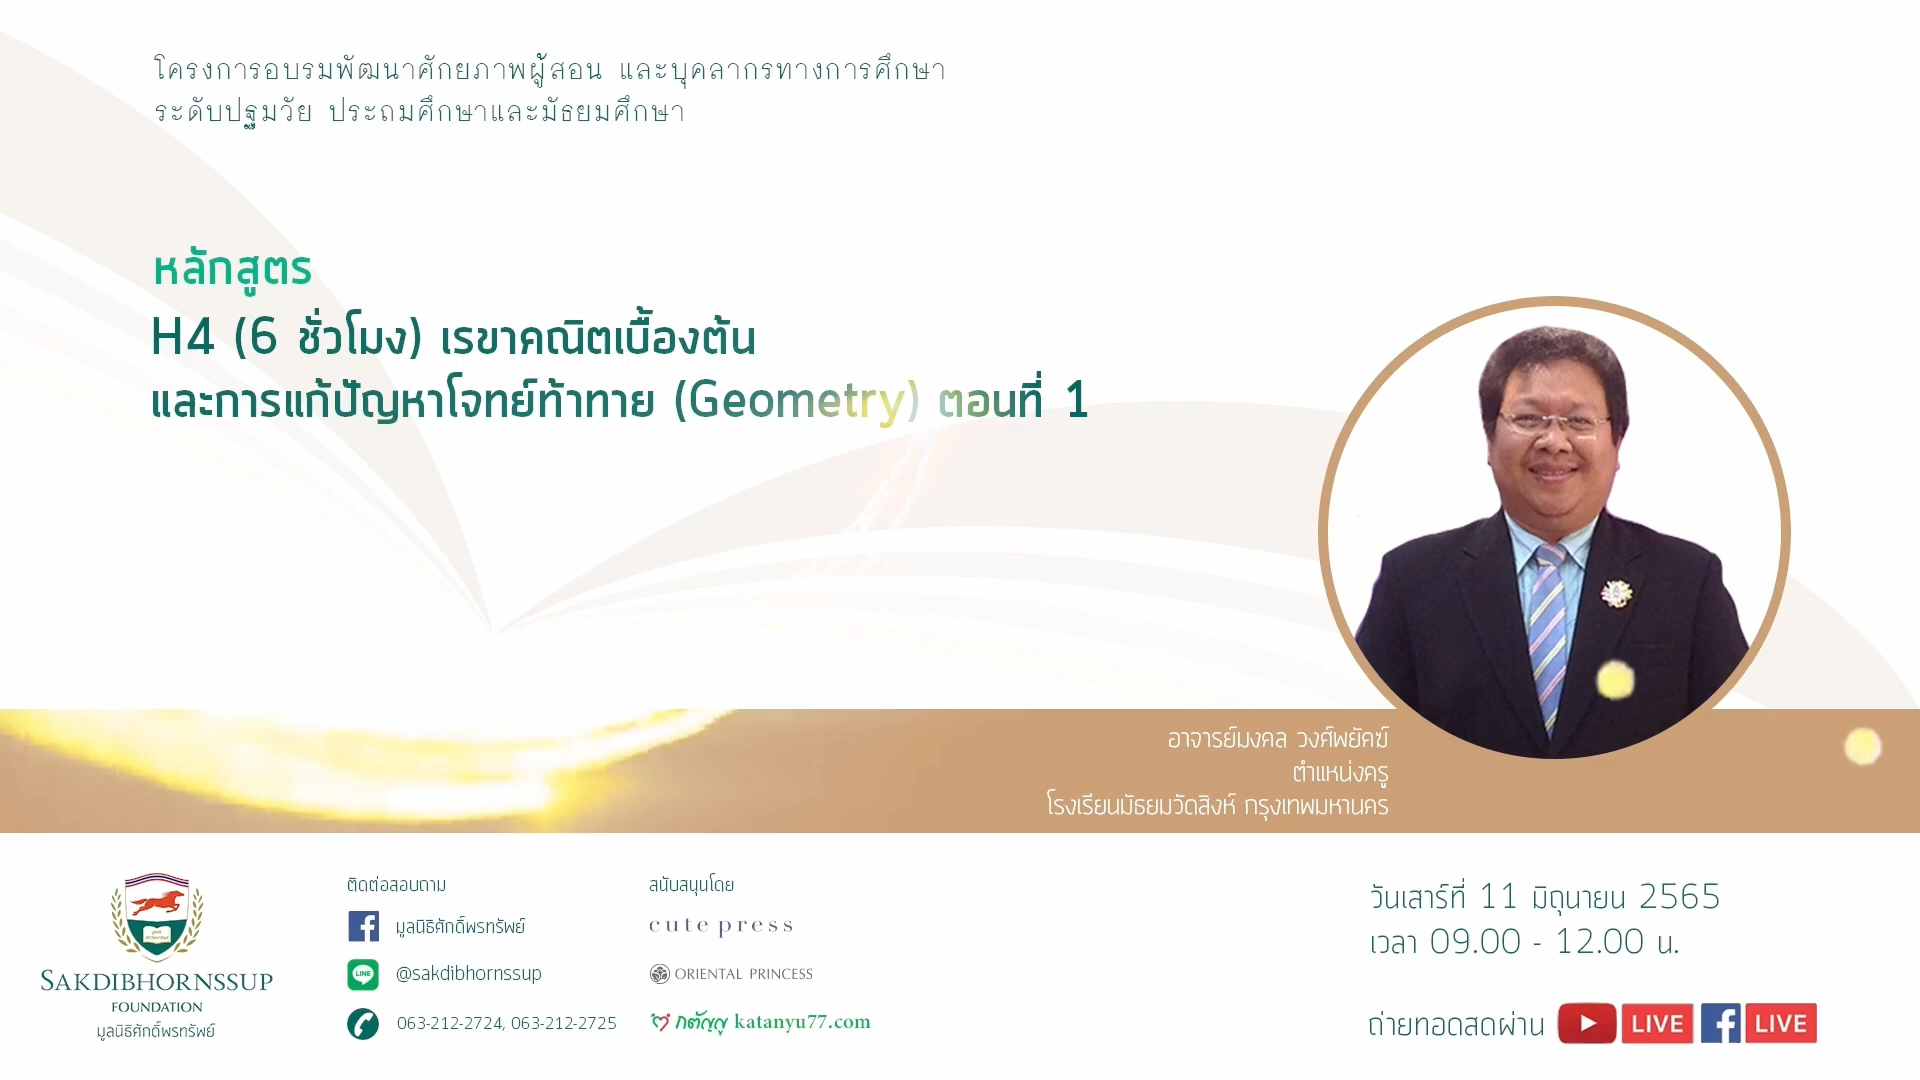 โครงการอบรมพัฒนาศักยภาพผู้สอน และบุคลากรทางการศึกษา
ระดับปฐมวัย ประถมศึกษาและมัธยมศึกษา
หลักสูตร
H4 (6 ชั่วโมง) เรขาคณิตเบื้องต้น
และการแก้ปัญหาโจทย์ท้าทาย (Geometry) ตอนที่ 1
อาจารย์มงคล วงศ์พยัคฆ์
ตำแหน่งครู
โรงเรียนมัธยมวัดสิงห์ กรุงเทพมหานคร
SAKDIBHORNSSUP
FOUNDATION
มูลนิธิศักดิ์พรทรัพย์
ติดต่อสอบถาม
มูลนิธิศักดิ์พรทรัพย์
LINE
@sakdibhornssup
063-212-2724, 063-212-2725
สนับสนุนโดย
cute press
ORIENTAL PRINCESS
กตัญญู katanyu77.com
วันเสาร์ที่ 11 มิถุนายน 2565
เวลา 09.00 - 12.00 น.
ถ่ายทอดสดผ่าน LIVE LIVE